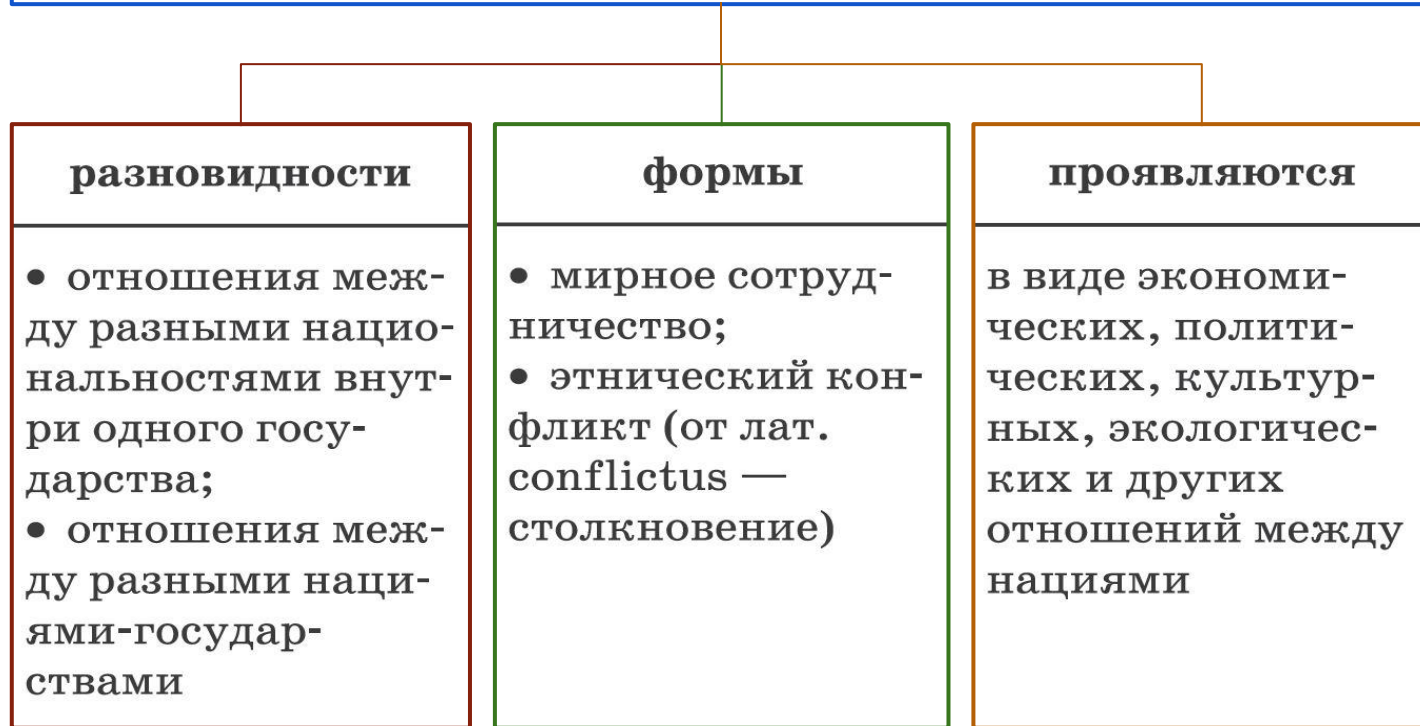 разновидности
• отношения меж-
ду разными нацио-
нальностями внут-
ри одного госу-
дарства;
• отношения меж-
ду разными наци-
ями-государ-
ствами
формы
• мирное сотруд-
ничество;
• этнический кон-
фликт (от лат.
conflictus —
столкновение)
проявляются
в виде экономи-
ческих, полити-
ческих, культур-
ных, экологичес-
ких и других
отношений между
нациями